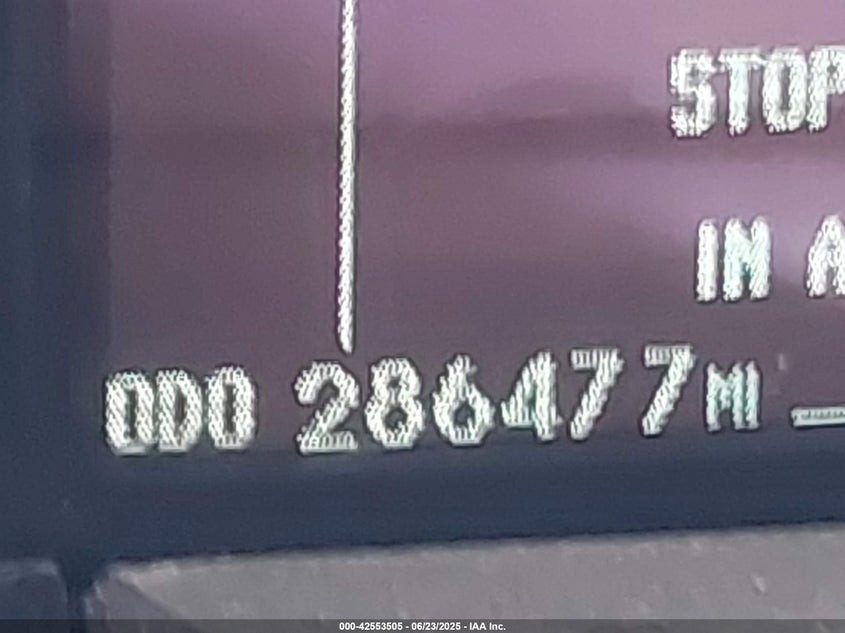 STOP
IN A
ODO 286477MI
000-42553505 - 06/23/2025 - IAA Inc.